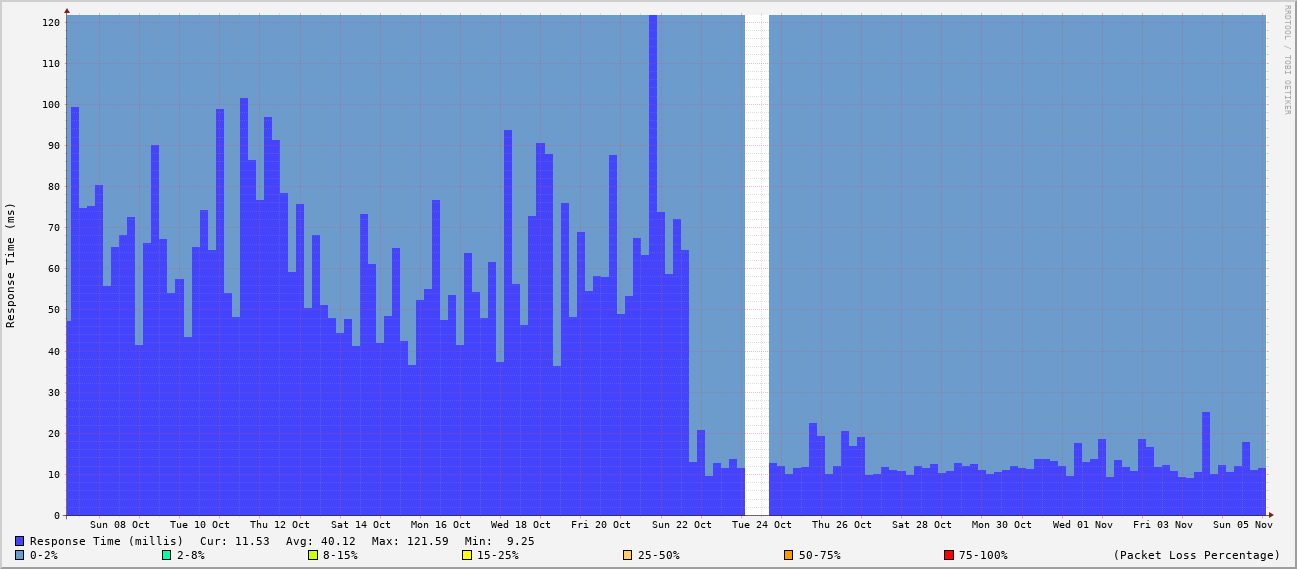 RRDTOOL / TOBI OETIKER
Response Time (ms)
120
110
100
90
80
70
60
50
40
30
20
10
0
Sun 08 Oct Tue 10 Oct Thu 12 Oct Sat 14 Oct Mon 16 Oct Wed 18 Oct Fri 20 Oct Sun 22 Oct Tue 24 Oct Thu 26 Oct Sat 28 Oct Mon 30 Oct Wed 01 Nov Fri 03 Nov Sun 05 Nov
Response Time (millis) Cur: 11.53 Avg: 40.12 Max: 121.59 Min: 9.25
0-2% 2-8% 8-15% 15-25% 25-50% 50-75% 75-100% (Packet Loss Percentage)